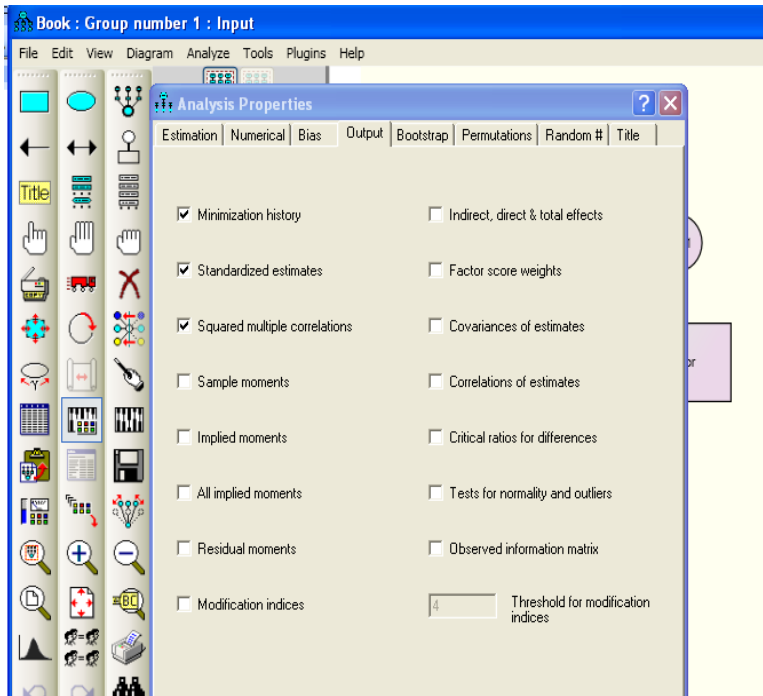 Book : Group number 1 : Input
File Edit View Diagram Analyze Tools Plugins Help
Analysis Properties
Estimation Numerical Bias Output Bootstrap Permutations Random # Title
Title
Minimization history
Indirect, direct & total effects
Standardized estimates
Factor score weights
Squared multiple correlations
Covariances of estimates
Sample moments
Correlations of estimates
Implied moments
Critical ratios for differences
All implied moments
Tests for normality and outliers
Residual moments
Observed information matrix
Modification indices
4
Threshold for modification
indices